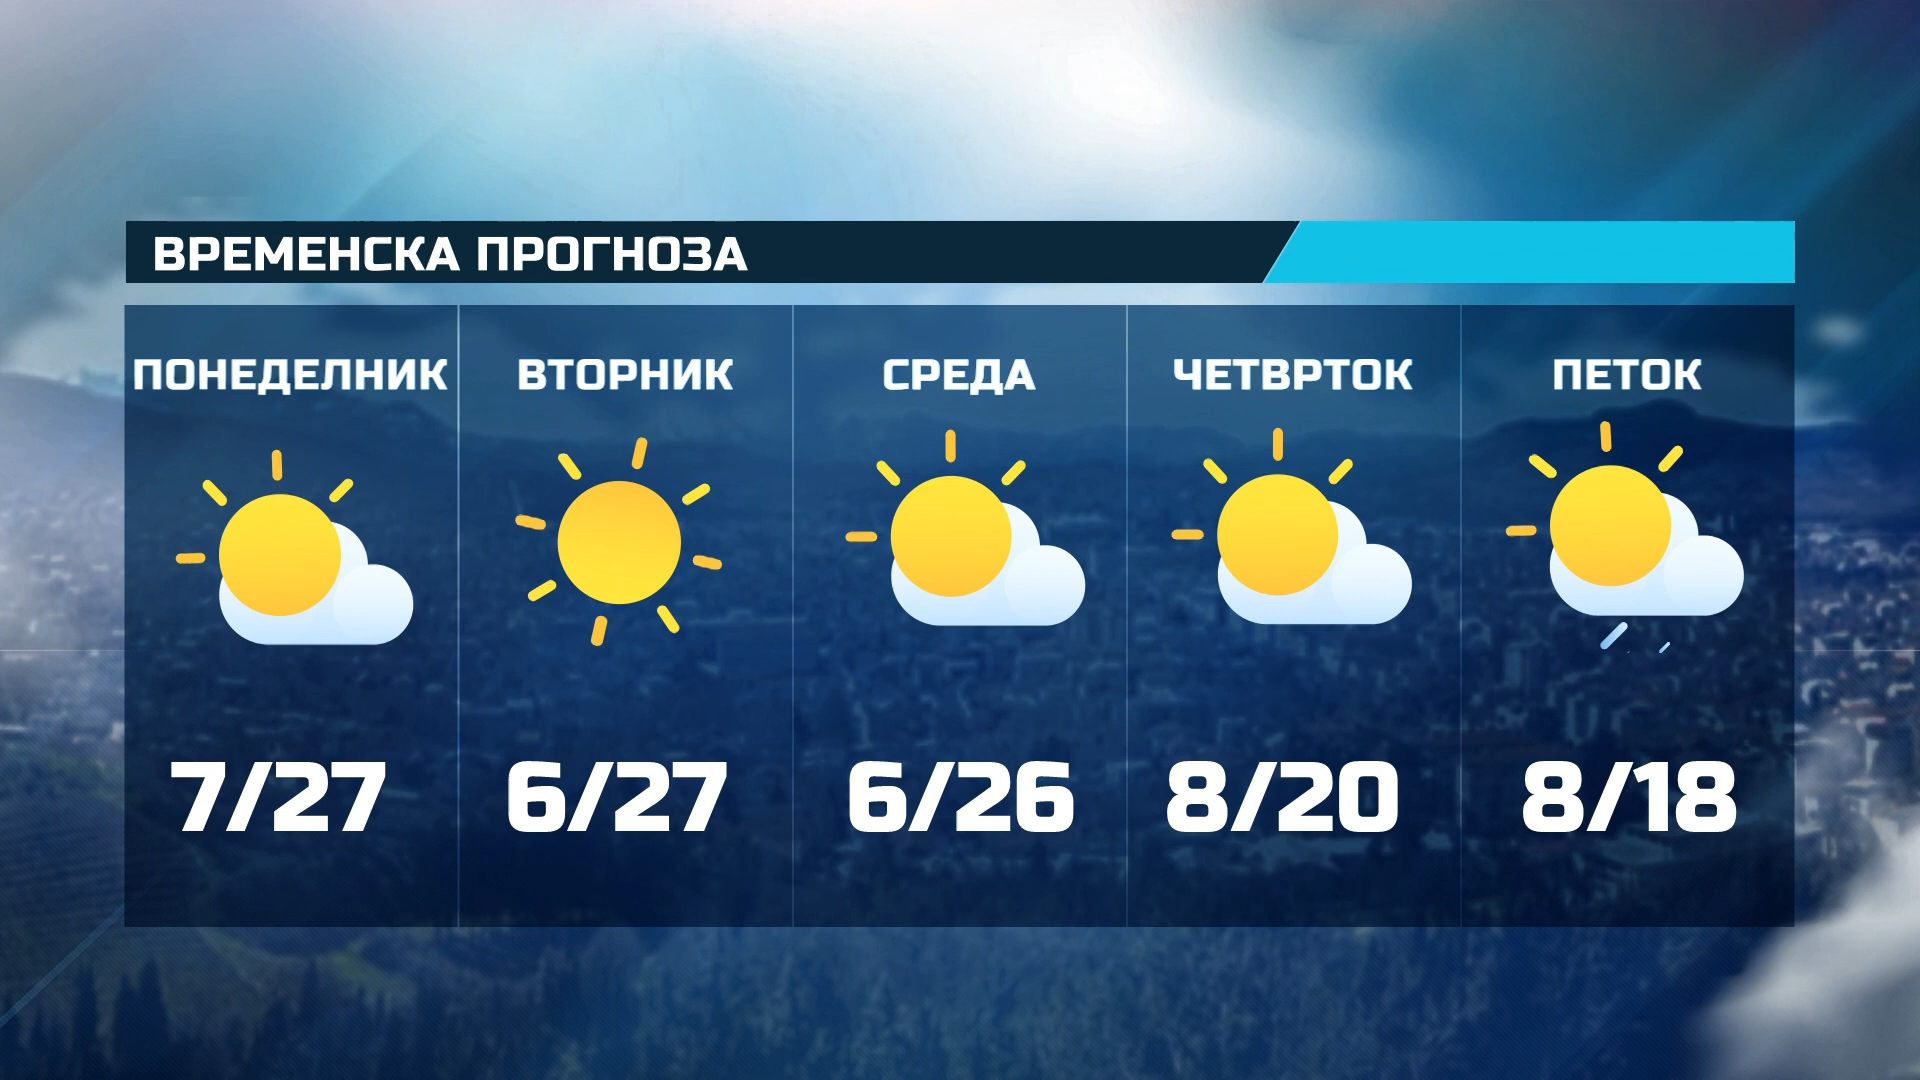 ВРЕМЕНСКА ПРОГНОЗА
ПОНЕДЕЛНИК ВТОРНИК СРЕДА ЧЕТВРТОК ПЕТОК
7/27 6/27 6/26 8/20 8/18